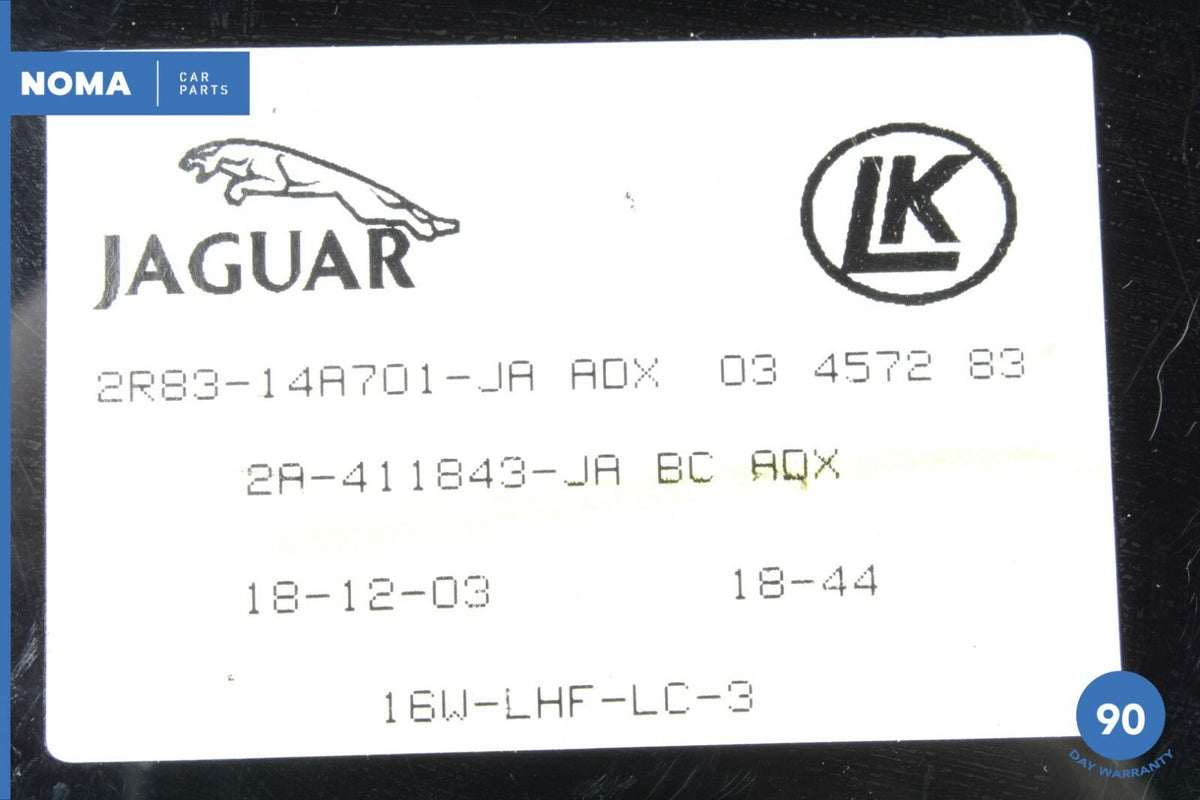 NOMA CAR PARTS
JAGUAR
LK
2R83-14A701-JA ADX 03 4572 83
2A-411843-JA BC ADX
18-12-03 18-44
16W-LHF-LC-3
90
DAY WARRANTY